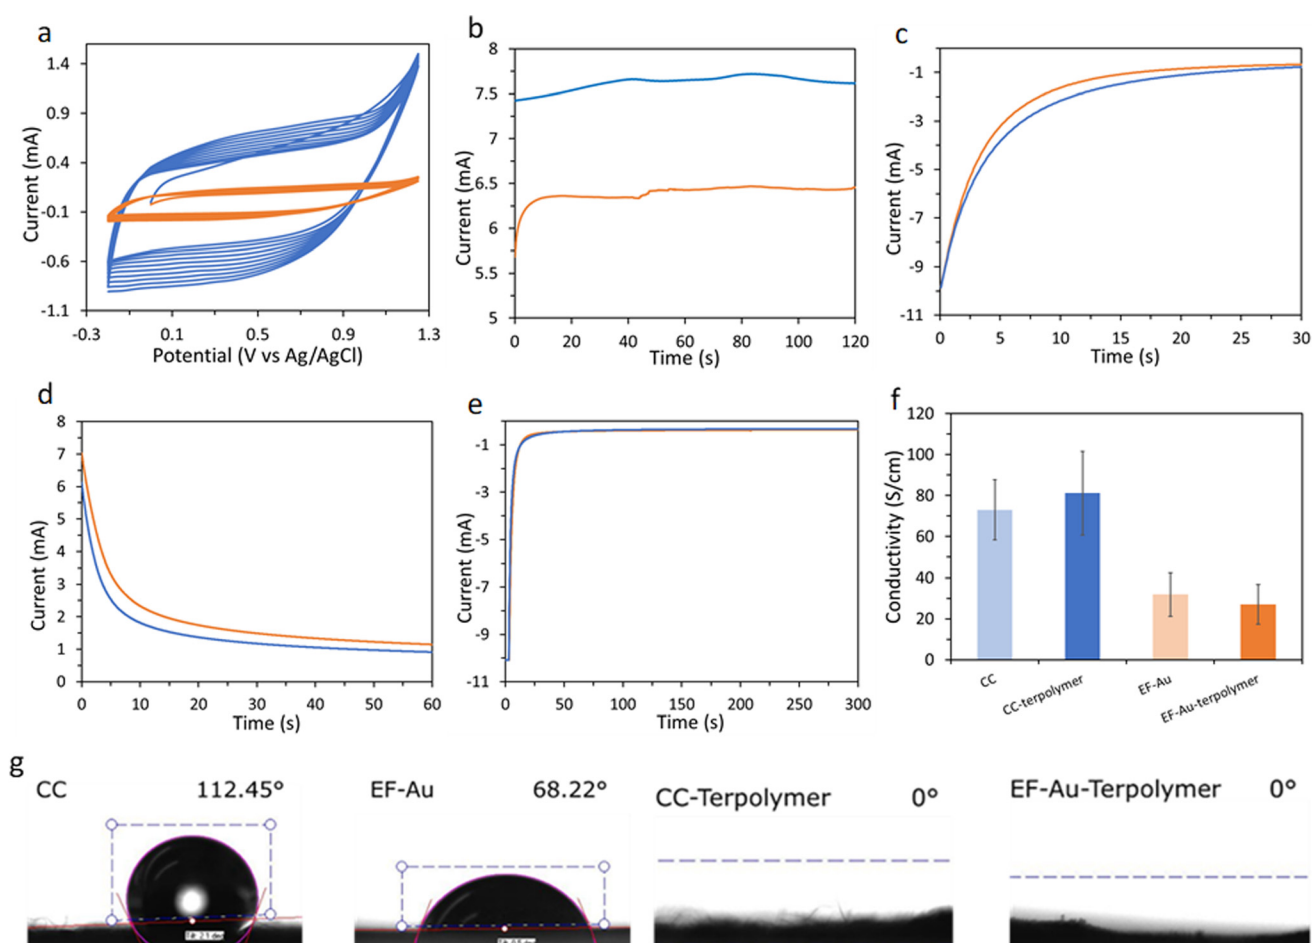 a
1.4
0.9
0.4
-0.1
-0.6
-1.1
-0.3
0.1
0.5
0.9
1.3
Current (mA)
Potential (V vs Ag/AgCl)
b
8
7.5
7
6.5
6
5.5
5
0
20
40
60
80
100
120
Current (mA)
Time (s)
c
-1
-3
-5
-7
-9
-11
0
5
10
15
20
25
30
Current (mA)
Time (s)
d
8
7
6
5
4
3
2
1
0
0
10
20
30
40
50
60
Current (mA)
Time (s)
e
-1
-3
-5
-7
-9
-11
0
50
100
150
200
250
300
Current (mA)
Time (s)
f
120
100
80
60
40
20
0
Conductivity (S/cm)
CC
CC-terpolymer
EF-Au
EF-Au-terpolymer
g
CC 112.45°
EF-Au 68.22°
CC-Terpolymer 0°
EF-Au-Terpolymer 0°